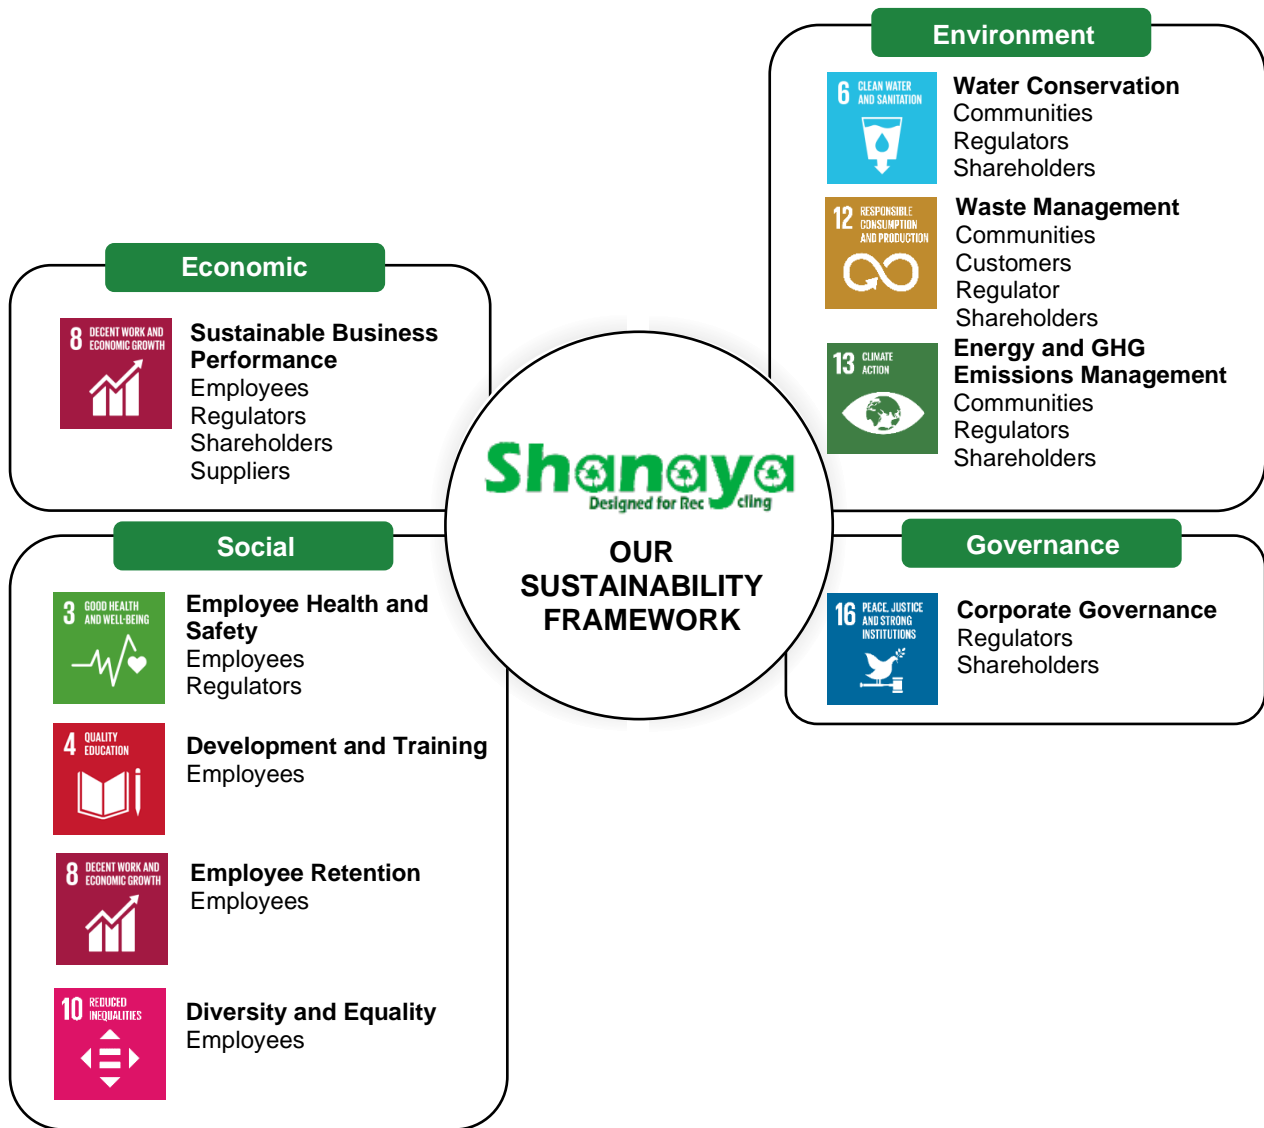 Economic
8 DECENT WORK AND
ECONOMIC GROWTH
Sustainable Business
Performance
Employees
Regulators
Shareholders
Suppliers
Social
3 GOOD HEALTH
AND WELL-BEING
Employee Health and
Safety
Employees
Regulators
4 QUALITY
EDUCATION
Development and Training
Employees
8 DECENT WORK AND
ECONOMIC GROWTH
Employee Retention
Employees
10 REDUCED
INEQUALITIES
Diversity and Equality
Employees
Shanaya
Designed for Rec cling
OUR
SUSTAINABILITY
FRAMEWORK
Environment
6 CLEAN WATER
AND SANITATION
Water Conservation
Communities
Regulators
Shareholders
12 RESPONSIBLE
CONSUMPTION
AND PRODUCTION
Waste Management
Communities
Customers
Regulator
Shareholders
13 CLIMATE
ACTION
Energy and GHG
Emissions Management
Communities
Regulators
Shareholders
Governance
16 PEACE, JUSTICE
AND STRONG
INSTITUTIONS
Corporate Governance
Regulators
Shareholders